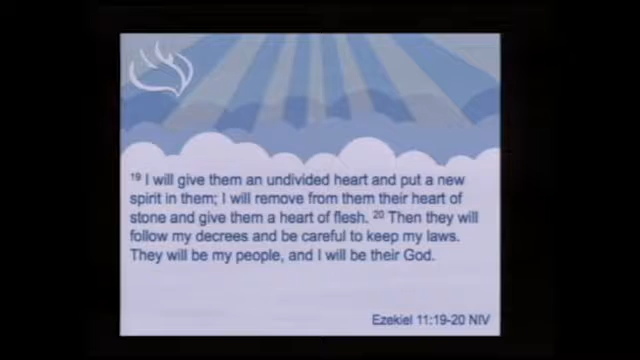 19 I will give them an undivided heart and put a new
spirit in them; I will remove from them their heart of
stone and give them a heart of flesh. 20 Then they will
follow my decrees and be careful to keep my laws.
They will be my people, and I will be their God.
Ezekiel 11:19-20 NIV